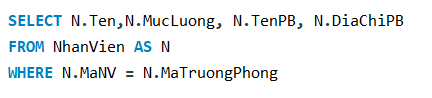 SELECT N.Ten,N.MucLuong, N.TenPB, N.DiaChiPB
FROM NhanVien AS N
WHERE N.MaNV = N.MaTruongPhong